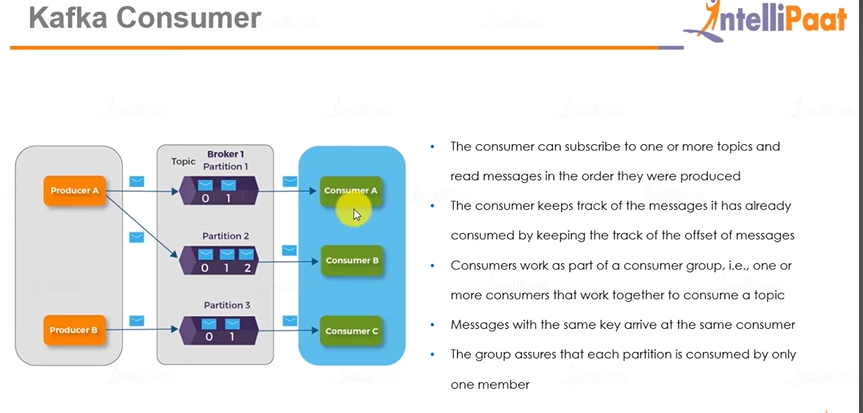 Kafka Consumer
IntelliPaat
Broker 1
Topic
Partition 1
Producer A
0 1
Consumer A
Partition 2
0 1 2
Consumer B
Partition 3
Producer B
0 1
Consumer C
• The consumer can subscribe to one or more topics and
read messages in the order they were produced
• The consumer keeps track of the messages it has already
consumed by keeping the track of the offset of messages
• Consumers work as part of a consumer group, i.e., one or
more consumers that work together to consume a topic
• Messages with the same key arrive at the same consumer
• The group assures that each partition is consumed by only
one member